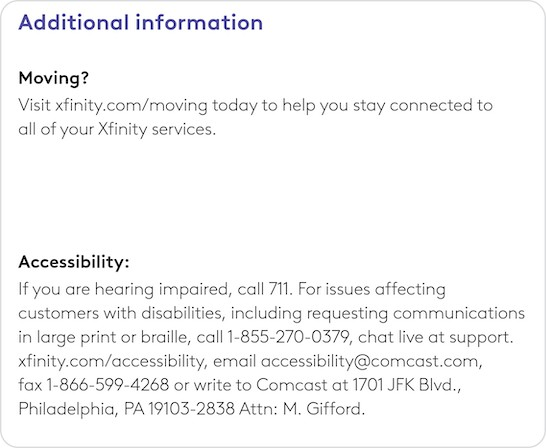 Additional information
Moving?
Visit xfinity.com/moving today to help you stay connected to
all of your Xfinity services.
Accessibility:
If you are hearing impaired, call 711. For issues affecting
customers with disabilities, including requesting communications
in large print or braille, call 1-855-270-0379, chat live at support.
xfinity.com/accessibility, email accessibility@comcast.com,
fax 1-866-599-4268 or write to Comcast at 1701 JFK Blvd.,
Philadelphia, PA 19103-2838 Attn: M. Gifford.